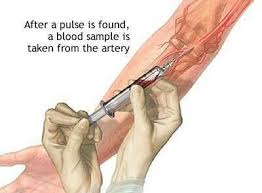 After a pulse is found,
a blood sample is
taken from the artery